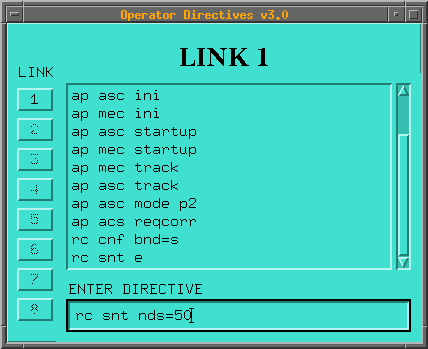 Operator Directives v3.0
LINK 1
LINK
1
2
3
4
5
6
7
8
ap asc ini
ap mec ini
ap asc startup
ap mec startup
ap mec track
ap asc track
ap asc mode p2
ap acs reqcorr
rc cnf bnd=s
rc snt e
ENTER DIRECTIVE
rc snt nds=50